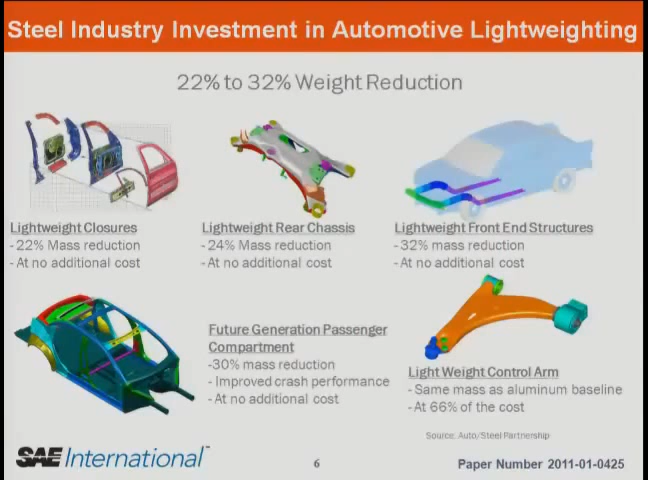 Steel Industry Investment in Automotive Lightweighting
22% to 32% Weight Reduction
Lightweight Closures
- 22% Mass reduction
- At no additional cost
Lightweight Rear Chassis
- 24% Mass reduction
- At no additional cost
Lightweight Front End Structures
- 32% mass reduction
- At no additional cost
Future Generation Passenger
Compartment
-30% mass reduction
- Improved crash performance
- At no additional cost
Light Weight Control Arm
- Same mass as aluminum baseline
- At 66% of the cost
Source: Auto/Steel Partnership
SAE International™
6
Paper Number 2011-01-0425